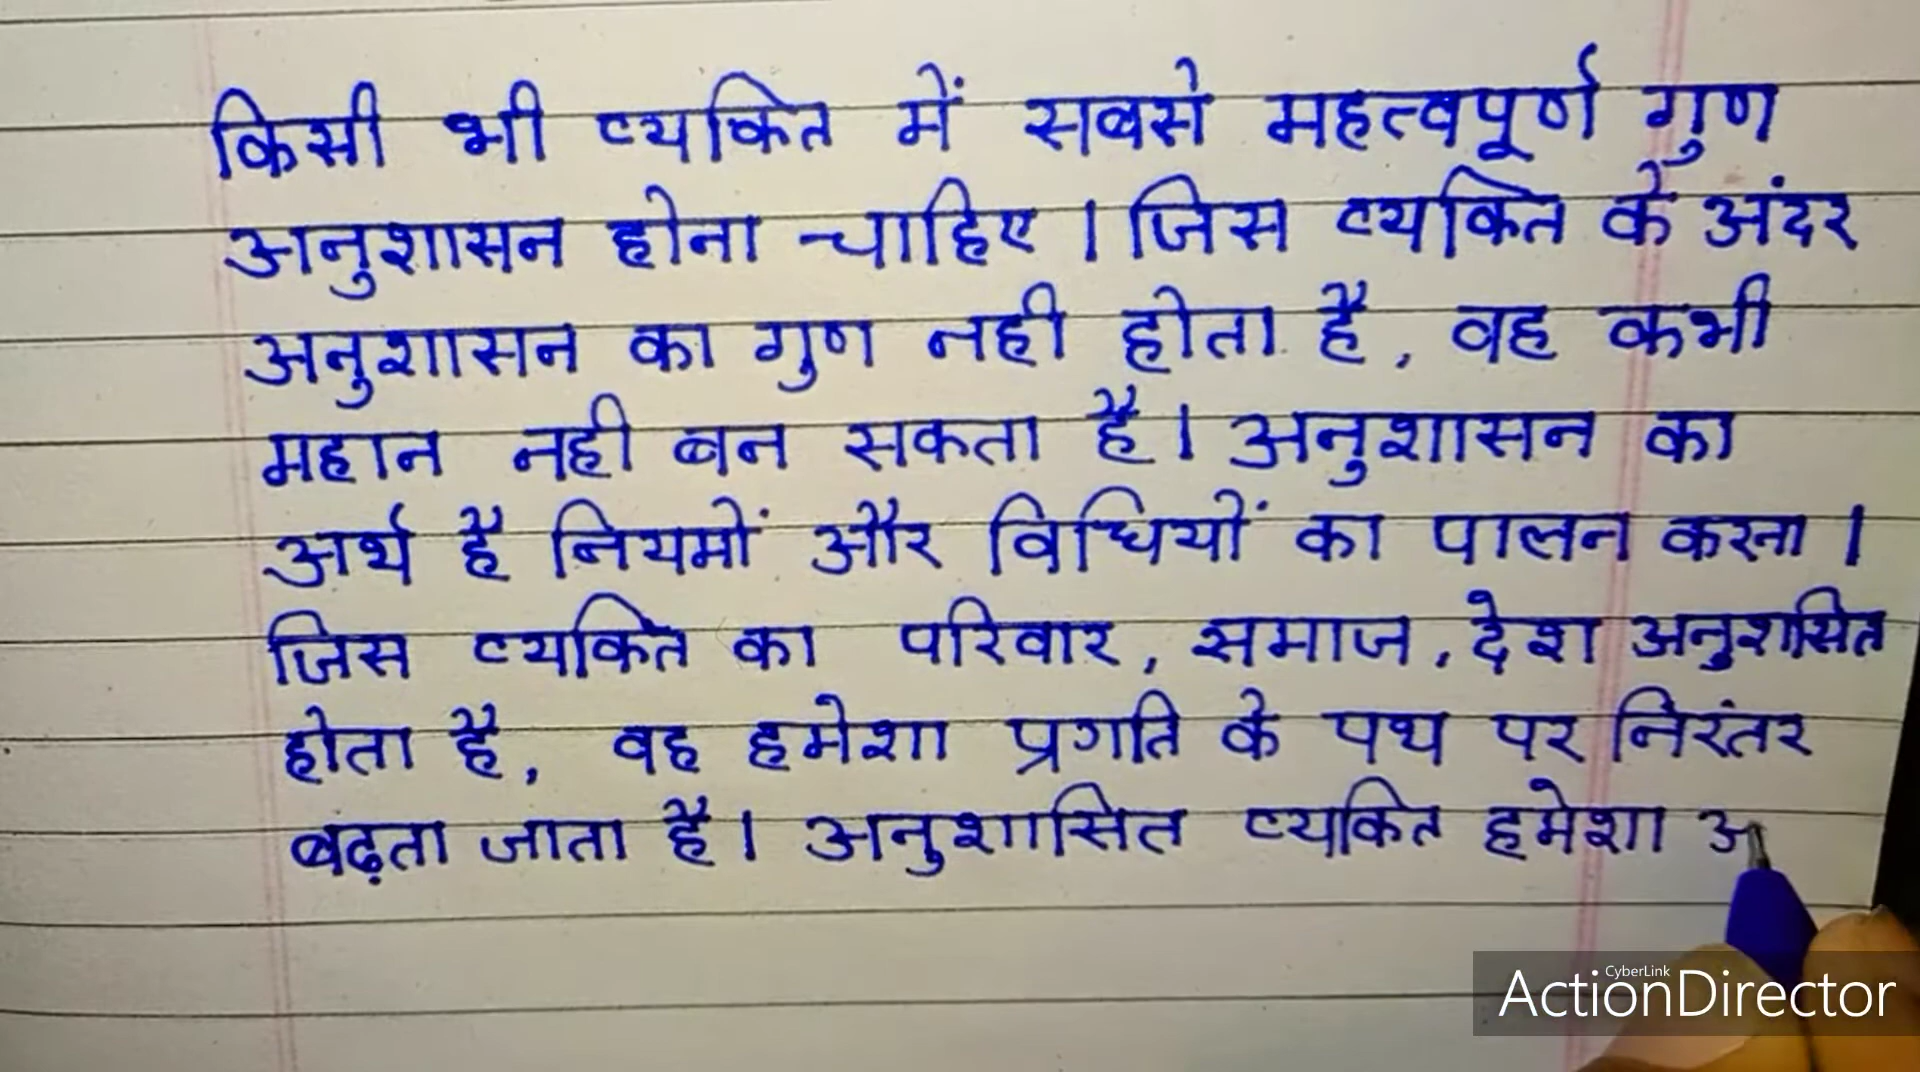 किसी भी व्यकित में सबसे महत्वपूर्ण गुण
अनुशासन होना चाहिए । जिस व्यकित के अंदर
अनुशासन का गुण नही होता है, वह कभी
महान नही बन सकता है। अनुशासन का
अर्थ है नियमों और विधियों का पालन करना ।
जिस व्यकित का परिवार, समाज, देश अनुशसित
होता है, वह हमेशा प्रगति के पथ पर निरंतर
बढ़ता जाता है। अनुशासित व्यकित हमेशा अ
CyberLink
ActionDirector